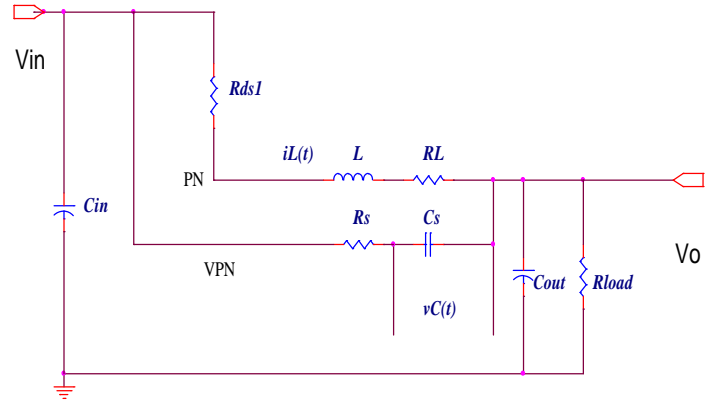 Vin
Rds1
iL(t) L RL
PN
Cin
Rs Cs
VPN
Vo
Cout Rload
vC(t)